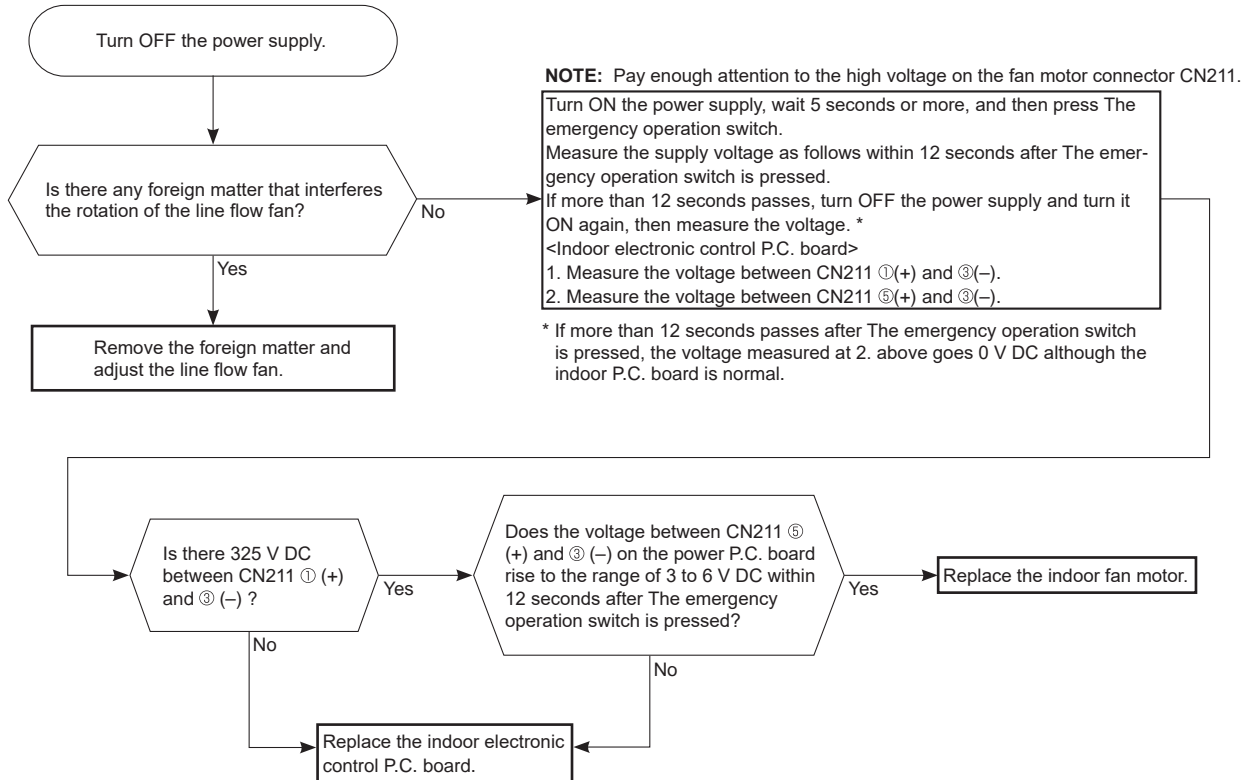 Turn OFF the power supply.
NOTE: Pay enough attention to the high voltage on the fan motor connector CN211.
Turn ON the power supply, wait 5 seconds or more, and then press The
emergency operation switch.
Measure the supply voltage as follows within 12 seconds after The emer-
gency operation switch is pressed.
If more than 12 seconds passes, turn OFF the power supply and turn it
ON again, then measure the voltage. *
<Indoor electronic control P.C. board>
1. Measure the voltage between CN211 ①(+) and ③(–).
2. Measure the voltage between CN211 ⑤(+) and ③(–).
* If more than 12 seconds passes after The emergency operation switch
is pressed, the voltage measured at 2. above goes 0 V DC although the
indoor P.C. board is normal.
Is there any foreign matter that interferes
the rotation of the line flow fan?
No
Yes
Remove the foreign matter and
adjust the line flow fan.
Is there 325 V DC
between CN211 ① (+)
and ③ (–) ?
Yes
No
Does the voltage between CN211 ⑤
(+) and ③ (–) on the power P.C. board
rise to the range of 3 to 6 V DC within
12 seconds after The emergency
operation switch is pressed?
Yes
No
Replace the indoor fan motor.
Replace the indoor electronic
control P.C. board.